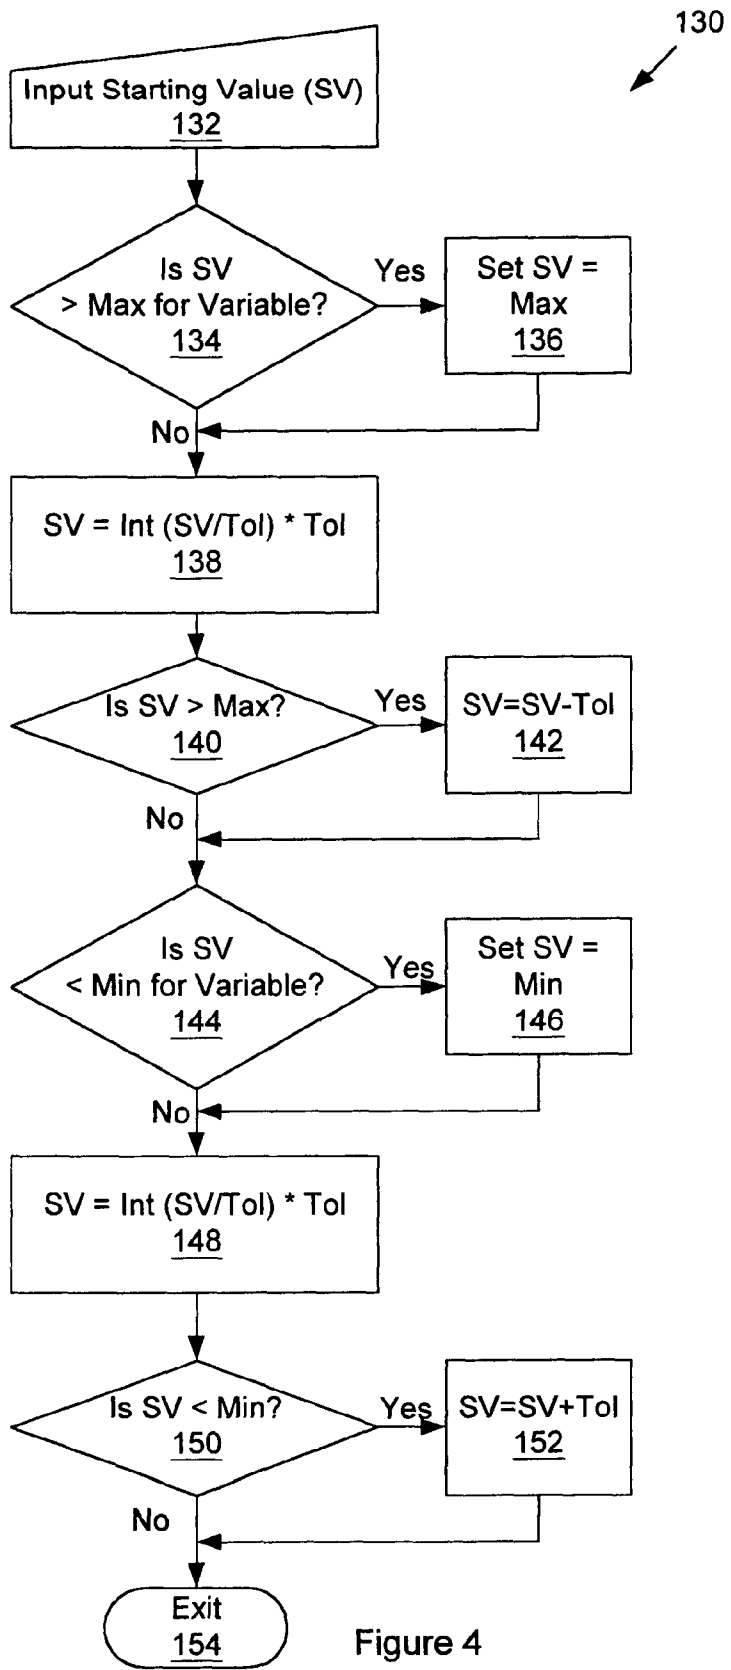 130
Input Starting Value (SV)
132
Is SV
> Max for Variable?
134
Yes
Set SV =
Max
136
No
SV = Int (SV/Tol) * Tol
138
Is SV > Max?
140
Yes
SV=SV-Tol
142
No
Is SV
< Min for Variable?
144
Yes
Set SV =
Min
146
No
SV = Int (SV/Tol) * Tol
148
Is SV < Min?
150
Yes
SV=SV+Tol
152
No
Exit
154
Figure 4